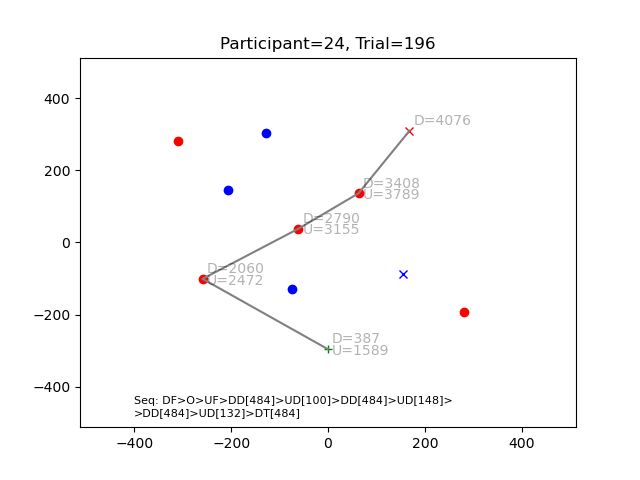 Participant=24, Trial=196
400
200
0
−200
−400
D=4076
D=3408
U=3789
D=2790
U=3155
D=2060
U=2472
D=387
U=1589
Seq: DF>O>UF>DD[484]>UD[100]>DD[484]>UD[148]>
>DD[484]>UD[132]>DT[484]
−400 −200 0 200 400